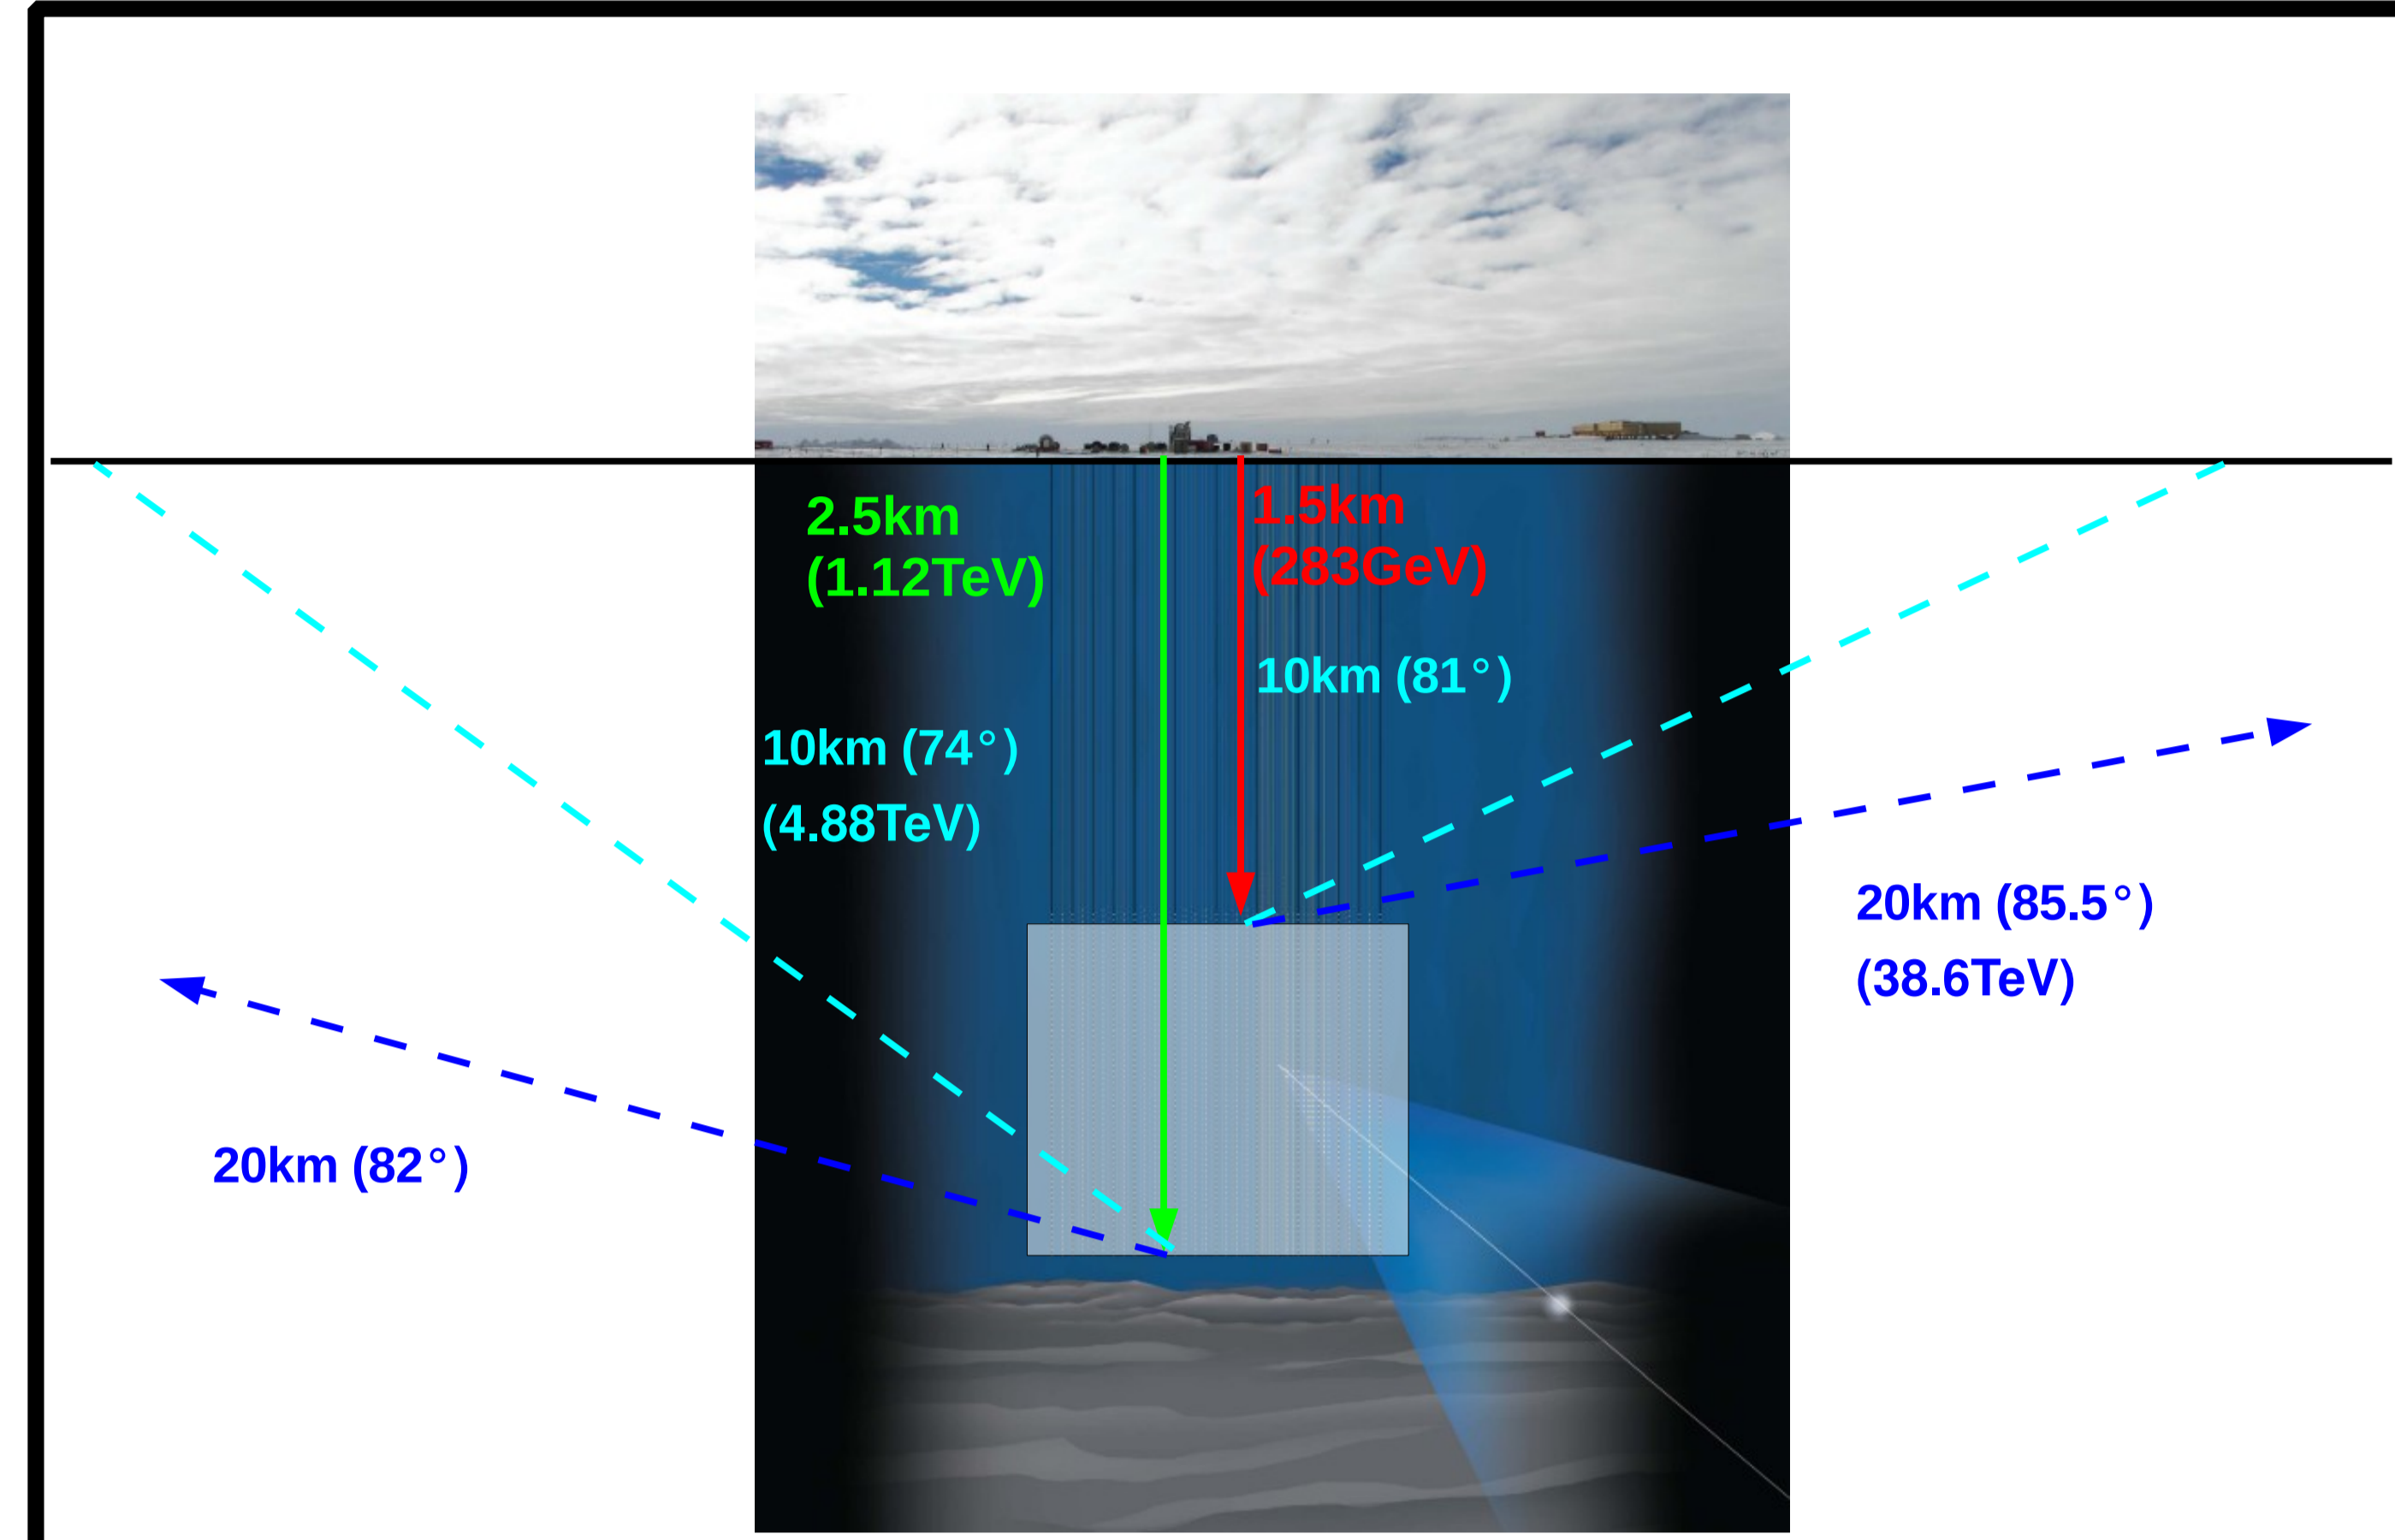 2.5km
(1.12TeV)
1.5km
(283GeV)
10km (81°)
10km (74°)
(4.88TeV)
20km (85.5°)
(38.6TeV)
20km (82°)